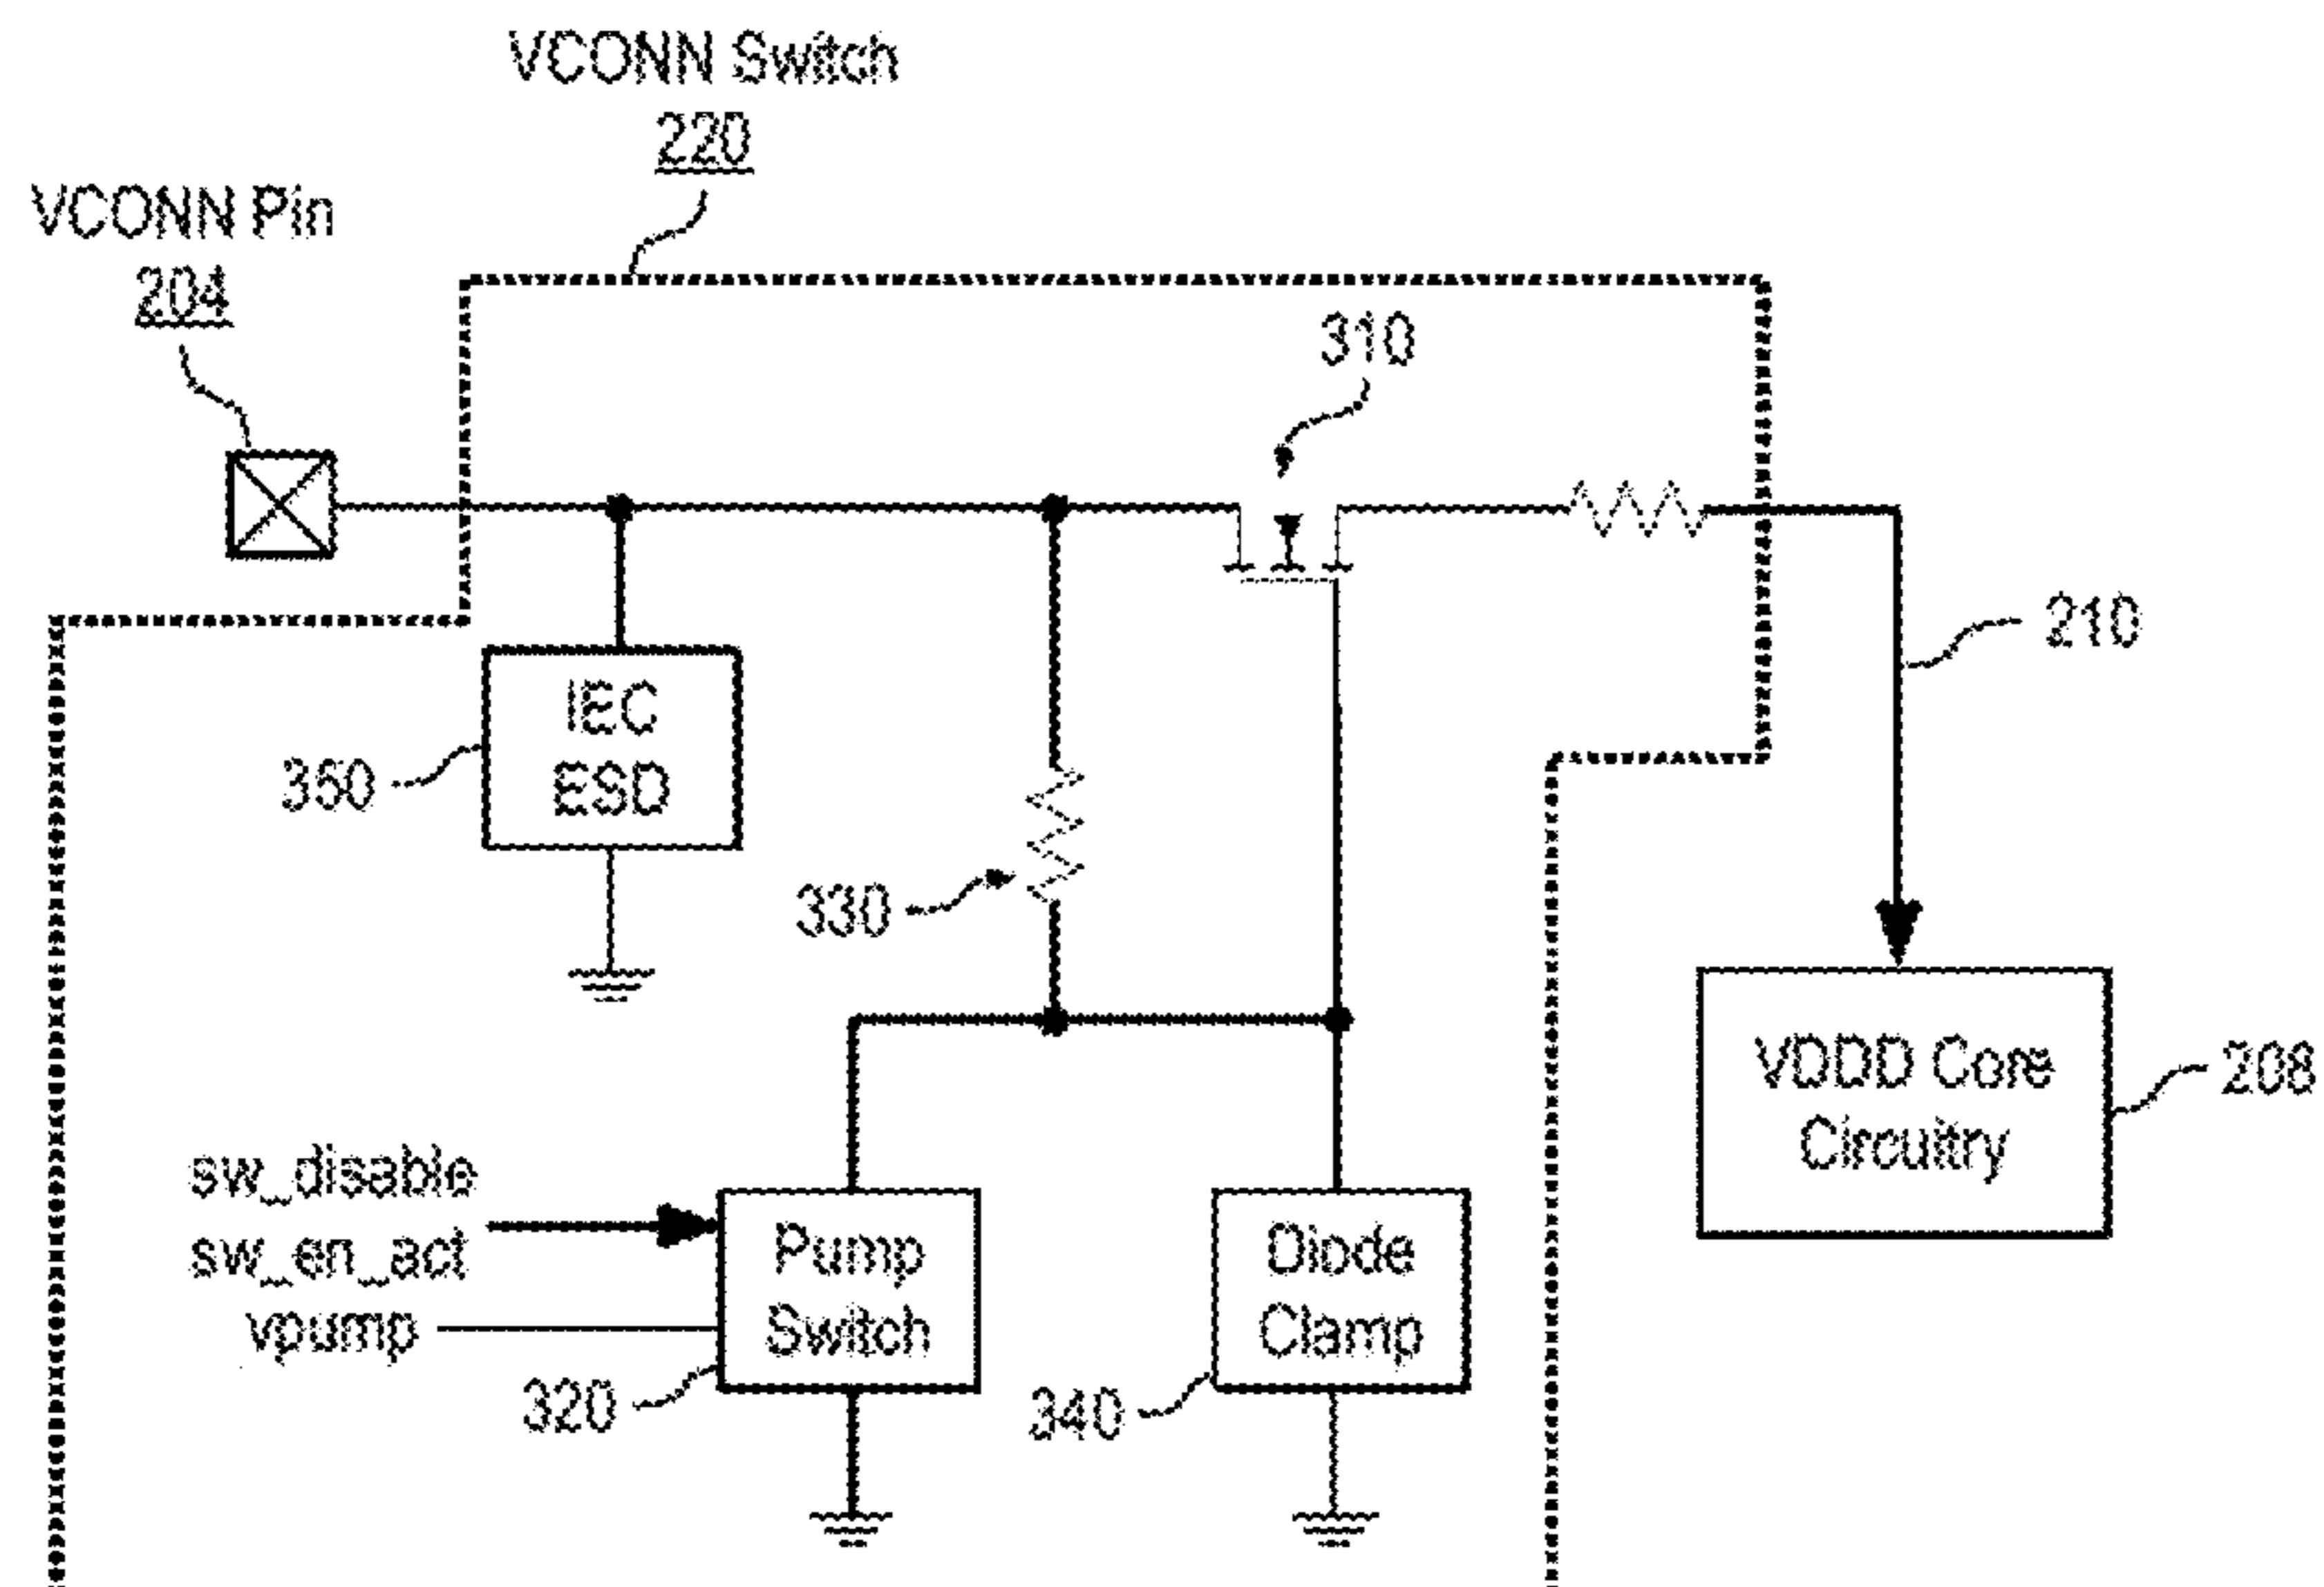 VCONN Switch
220
VCONN Pin
204
310
210
IEC
ESD
350
330
VDDD Core
Circuitry
208
sw_disable
sw_en_act
vpump
Pump
Switch
320
Diode
Clamp
340